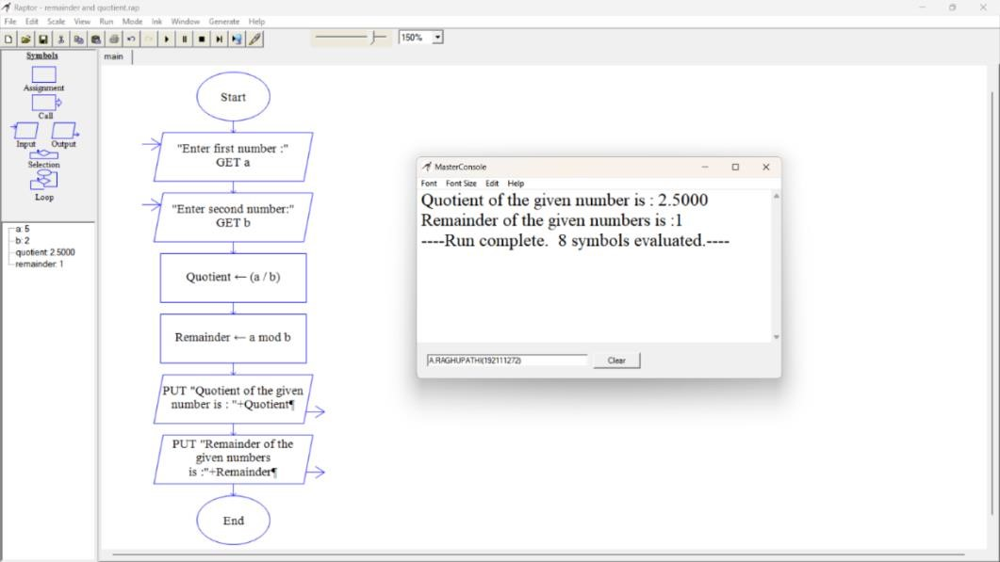 Raptor - remainder and quotient.rap
File Edit Scale View Run Mode Ink Window Generate Help
150%
Symbols
Assignment
Call
Input Output
Selection
Loop
a: 5
b: 2
quotient: 2.5000
remainder: 1
main
Start
"Enter first number :"
GET a
"Enter second number:"
GET b
Quotient ← (a / b)
Remainder ← a mod b
PUT "Quotient of the given
number is : "+Quotient¶
PUT "Remainder of the
given numbers
is :"+Remainder¶
End
MasterConsole
Font Font Size Edit Help
Quotient of the given number is : 2.5000
Remainder of the given numbers is :1
----Run complete.  8 symbols evaluated.----
A.RAGHUPATHI(192111272)
Clear